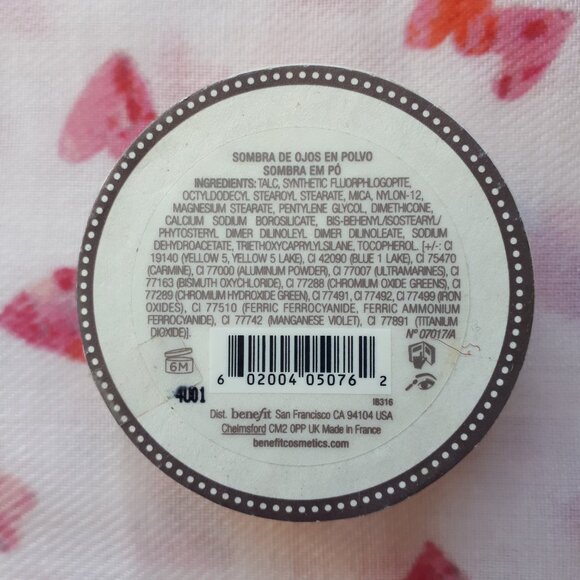 SOMBRA DE OJOS EN POLVO
SOMBRA EM PÓ
INGREDIENTS: TALC, SYNTHETIC FLUORPHLOGOPITE,
OCTYLDODECYL STEAROYL STEARATE, MICA, NYLON-12,
MAGNESIUM STEARATE, PENTYLENE GLYCOL, DIMETHICONE,
CALCIUM SODIUM BOROSILICATE, BIS-BEHENYL/ISOSTEARYL/
PHYTOSTERYL DIMER DILINOLEYL DIMER DILINOLEATE, SODIUM
DEHYDROACETATE, TRIETHOXYCAPRYLYLSILANE, TOCOPHEROL. [+/-: CI
19140 (YELLOW 5, YELLOW 5 LAKE), CI 42090 (BLUE 1 LAKE), CI 75470
(CARMINE), CI 77000 (ALUMINUM POWDER), CI 77007 (ULTRAMARINES), CI
77163 (BISMUTH OXYCHLORIDE), CI 77288 (CHROMIUM OXIDE GREENS), CI
77289 (CHROMIUM HYDROXIDE GREEN), CI 77491, CI 77492, CI 77499 (IRON
OXIDES), CI 77510 (FERRIC FERROCYANIDE, FERRIC AMMONIUM
FERROCYANIDE), CI 77742 (MANGANESE VIOLET), CI 77891 (TITANIUM
DIOXIDE)].
N° 07017/A
6M
4U01
6 02004 05076 2
IB316
Dist. benefit San Francisco CA 94104 USA
Chelmsford CM2 0PP UK Made in France
benefitcosmetics.com